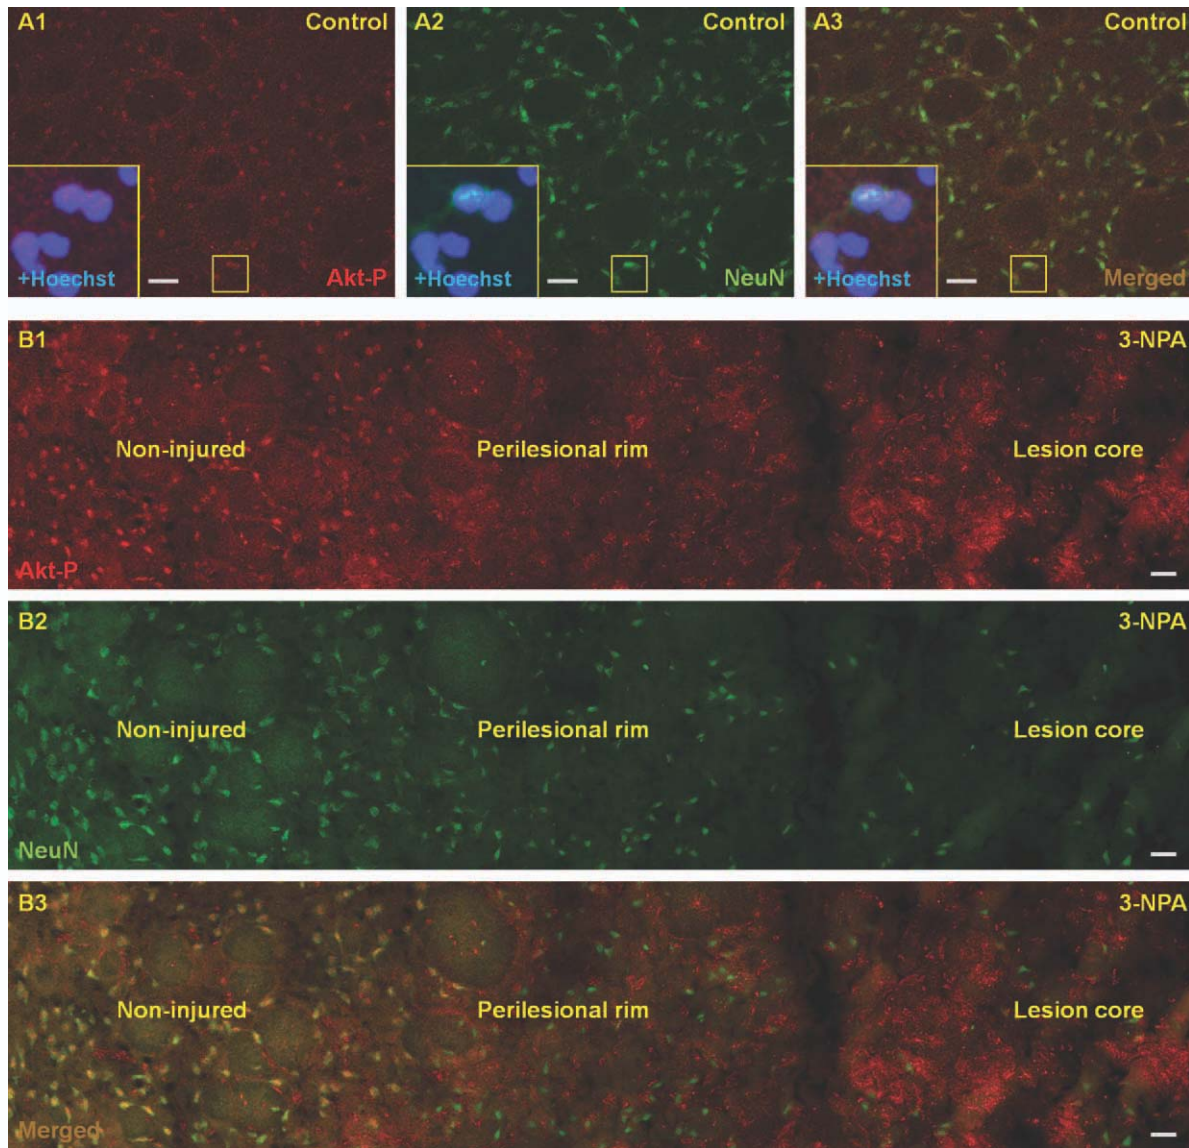 A1 Control
+Hoechst Akt-P
A2 Control
+Hoechst NeuN
A3 Control
+Hoechst Merged
B1 3-NPA
Non-injured Perilesional rim Lesion core
Akt-P
B2 3-NPA
Non-injured Perilesional rim Lesion core
NeuN
B3 3-NPA
Non-injured Perilesional rim Lesion core
Merged